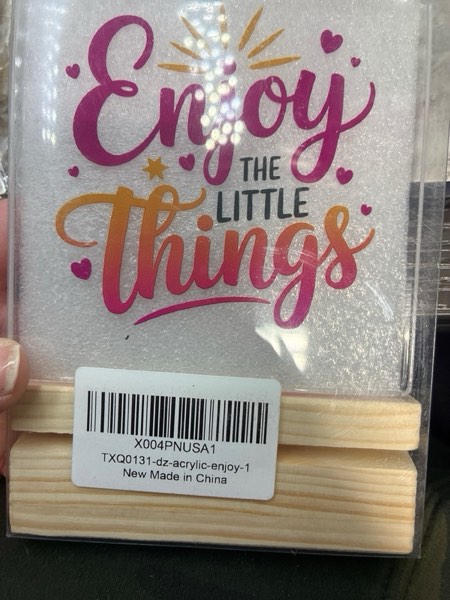 Enjoy
THE
LITTLE
Things
X004PNUSA1
TXQ0131-dz-acrylic-enjoy-1
New Made in China